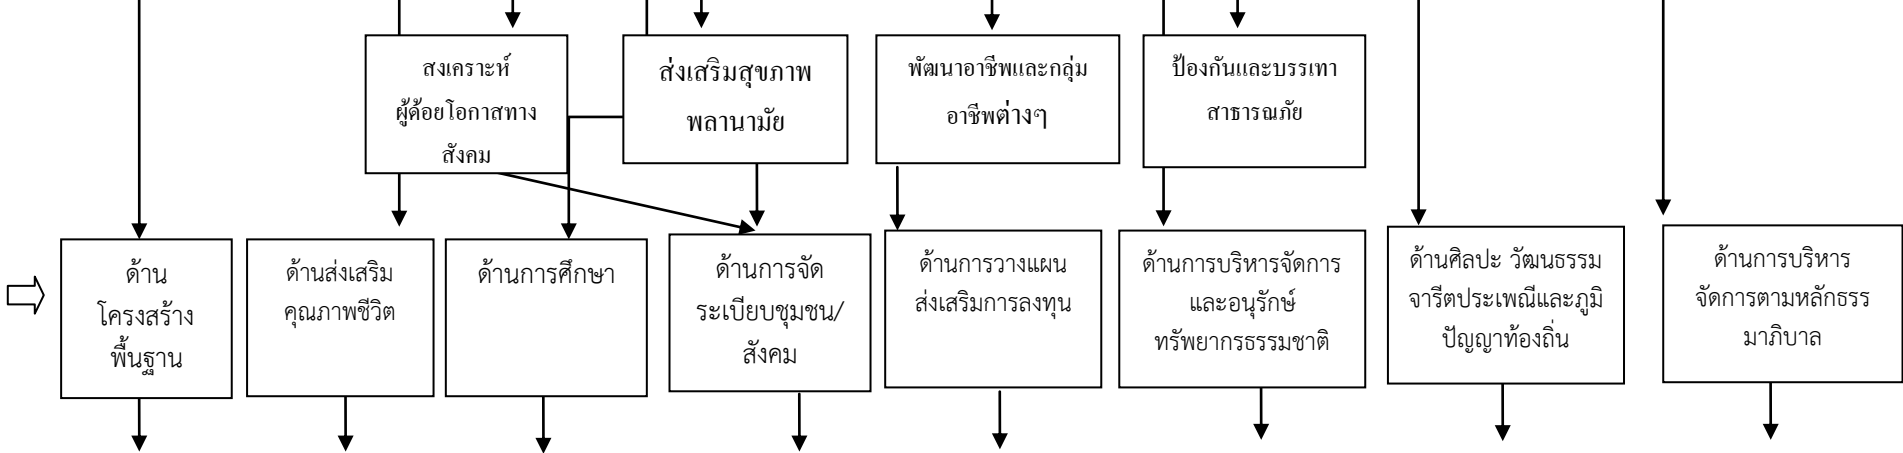 สงเคราะห์
ผู้ด้อยโอกาสทาง
สังคม
ส่งเสริมสุขภาพ
พลานามัย
พัฒนาอาชีพและกลุ่ม
อาชีพต่างๆ
ป้องกันและบรรเทา
สาธารณภัย
ด้าน
โครงสร้าง
พื้นฐาน
ด้านส่งเสริม
คุณภาพชีวิต
ด้านการศึกษา
ด้านการจัด
ระเบียบชุมชน/
สังคม
ด้านการวางแผน
ส่งเสริมการลงทุน
ด้านการบริหารจัดการ
และอนุรักษ์
ทรัพยากรธรรมชาติ
ด้านศิลปะ วัฒนธรรม
จารีตประเพณีและภูมิ
ปัญญาท้องถิ่น
ด้านการบริหาร
จัดการตามหลักธรร
มาภิบาล